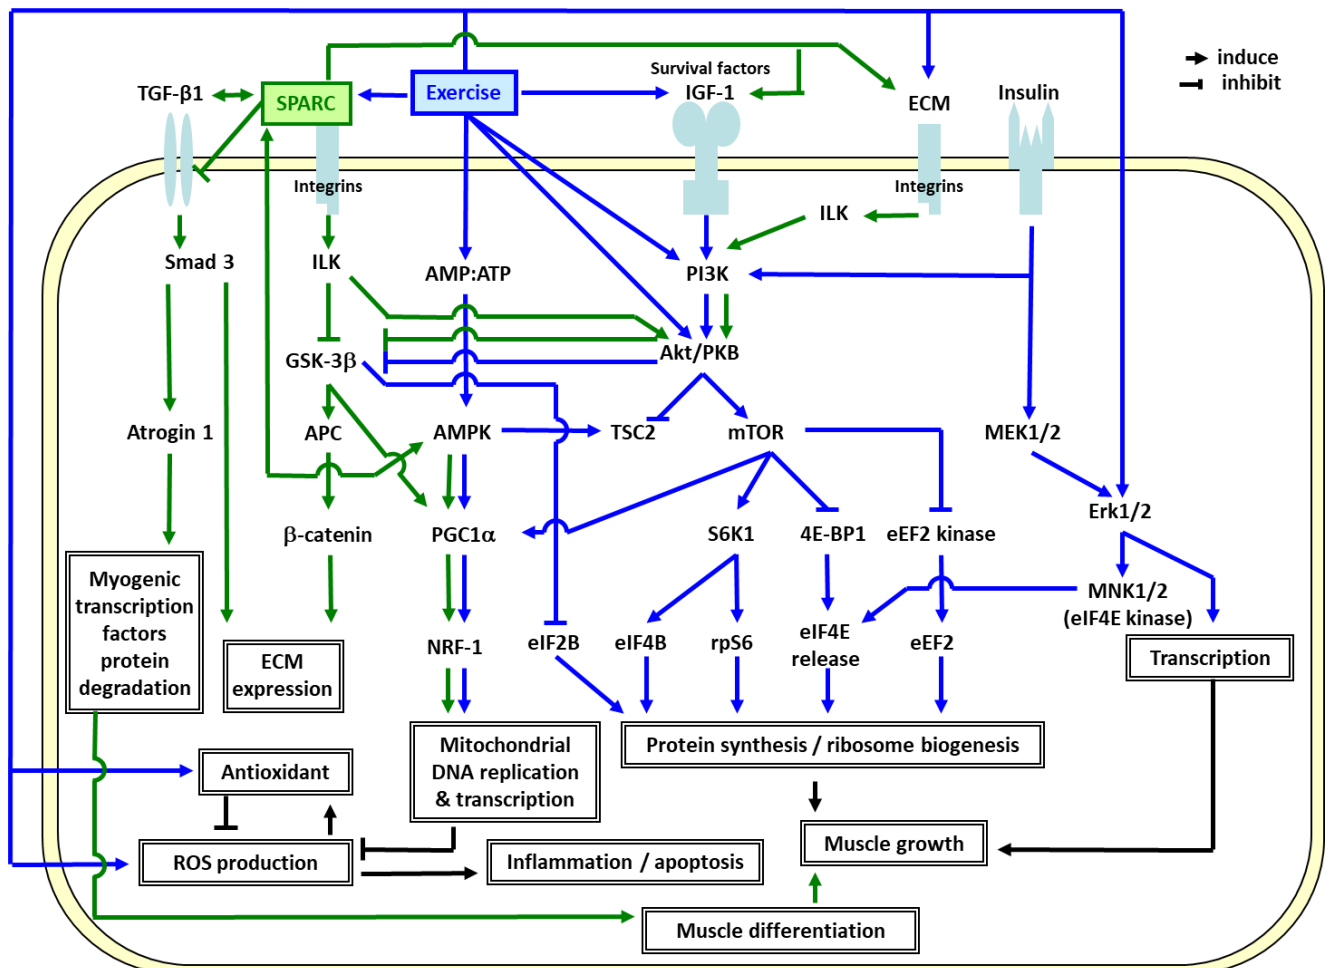 induce
inhibit
Survival factors
TGF-β1
SPARC
Exercise
IGF-1
ECM
Insulin
Integrins
Integrins
ILK
Smad 3
ILK
AMP:ATP
PI3K
Akt/PKB
GSK-3β
Atrogin 1
APC
AMPK
TSC2
mTOR
MEK1/2
Erk1/2
β-catenin
PGC1α
S6K1
4E-BP1
eEF2 kinase
MNK1/2
(eIF4E kinase)
Myogenic
transcription
factors
protein
degradation
ECM
expression
NRF-1
eIF2B
eIF4B
rpS6
eIF4E
release
eEF2
Transcription
Mitochondrial
DNA replication
& transcription
Protein synthesis / ribosome biogenesis
Antioxidant
ROS production
Inflammation / apoptosis
Muscle growth
Muscle differentiation